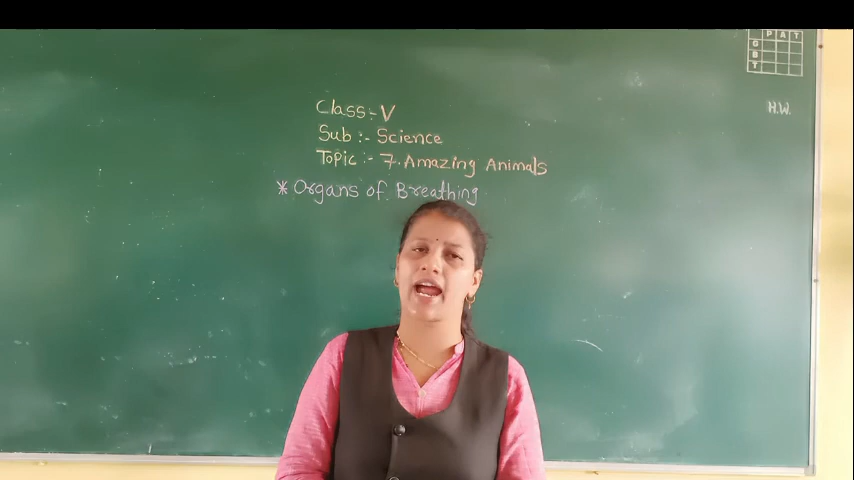 Class:- V
Sub :- Science
Topic :- 7. Amazing Animals
* Organs of Breathing
P A T
G
B
T
H.W.